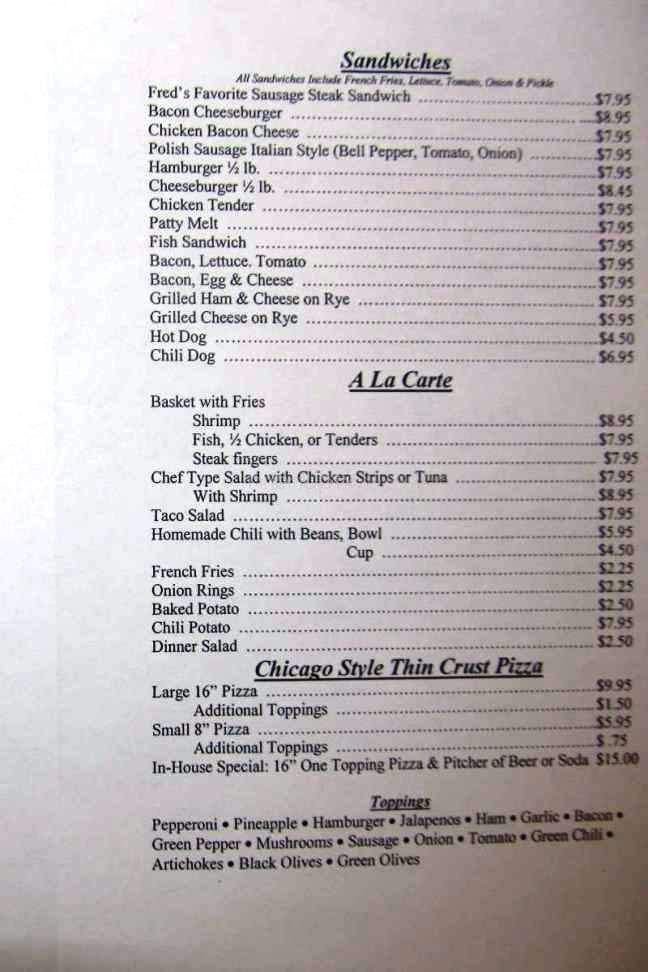 Sandwiches
All Sandwiches Include French Fries, Lettuce, Tomato, Onion & Pickle
Fred's Favorite Sausage Steak Sandwich ........ $7.95
Bacon Cheeseburger ........ $8.95
Chicken Bacon Cheese ........ $7.95
Polish Sausage Italian Style (Bell Pepper, Tomato, Onion) ........ $7.95
Hamburger ½ lb. ........ $7.95
Cheeseburger ½ lb. ........ $8.45
Chicken Tender ........ $7.95
Patty Melt ........ $7.95
Fish Sandwich ........ $7.95
Bacon, Lettuce. Tomato ........ $7.95
Bacon, Egg & Cheese ........ $7.95
Grilled Ham & Cheese on Rye ........ $7.95
Grilled Cheese on Rye ........ $5.95
Hot Dog ........ $4.50
Chili Dog ........ $6.95
A La Carte
Basket with Fries
Shrimp ........ $8.95
Fish, ½ Chicken, or Tenders ........ $7.95
Steak fingers ........ $7.95
Chef Type Salad with Chicken Strips or Tuna ........ $7.95
With Shrimp ........ $8.95
Taco Salad ........ $7.95
Homemade Chili with Beans, Bowl ........ $5.95
Cup ........ $4.50
French Fries ........ $2.25
Onion Rings ........ $2.25
Baked Potato ........ $2.50
Chili Potato ........ $7.95
Dinner Salad ........ $2.50
Chicago Style Thin Crust Pizza
Large 16" Pizza ........ $9.95
Additional Toppings ........ $1.50
Small 8" Pizza ........ $5.95
Additional Toppings ........ $ .75
In-House Special: 16" One Topping Pizza & Pitcher of Beer or Soda $15.00
Toppings
Pepperoni • Pineapple • Hamburger • Jalapenos • Ham • Garlic • Bacon •
Green Pepper • Mushrooms • Sausage • Onion • Tomato • Green Chili •
Artichokes • Black Olives • Green Olives